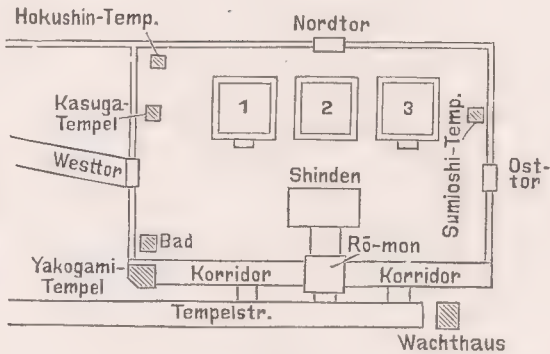 Hokushin-Temp.
Nordtor
Kasuga-
Tempel
1
2
3
Sumioshi-Temp.
Westtor
Shinden
Ost-
tor
Bad
Rō-mon
Yakogami-
Tempel
Korridor
Korridor
Tempelstr.
Wachthaus